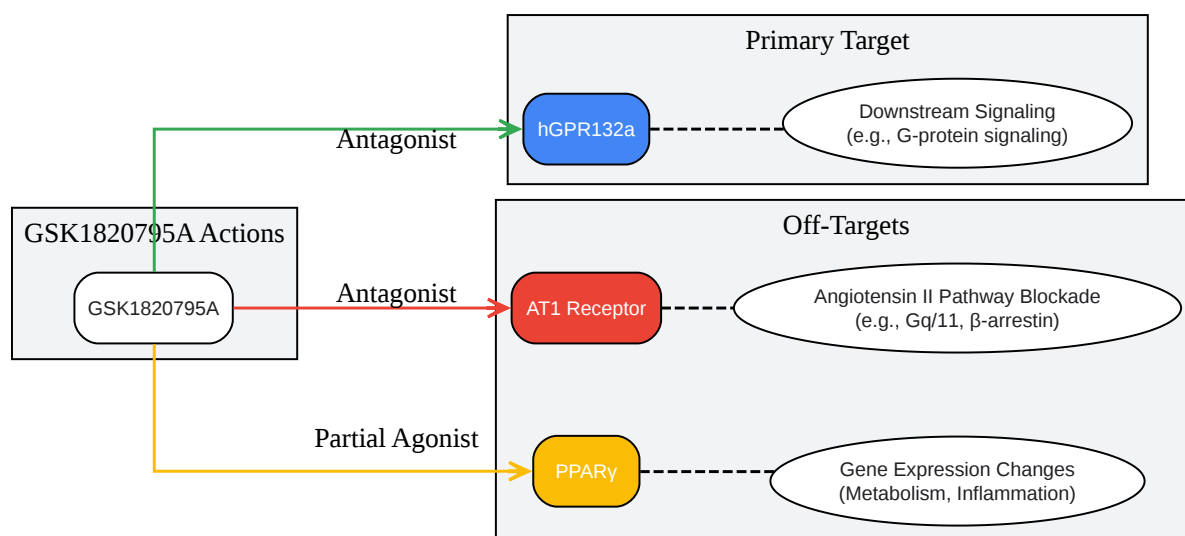 Primary Target
hGPR132a
Downstream Signaling
(e.g., G-protein signaling)
Antagonist
GSK1820795A Actions
GSK1820795A
Off-Targets
Antagonist
AT1 Receptor
Angiotensin II Pathway Blockade
(e.g., Gq/11, β-arrestin)
Partial Agonist
PPARγ
Gene Expression Changes
(Metabolism, Inflammation)